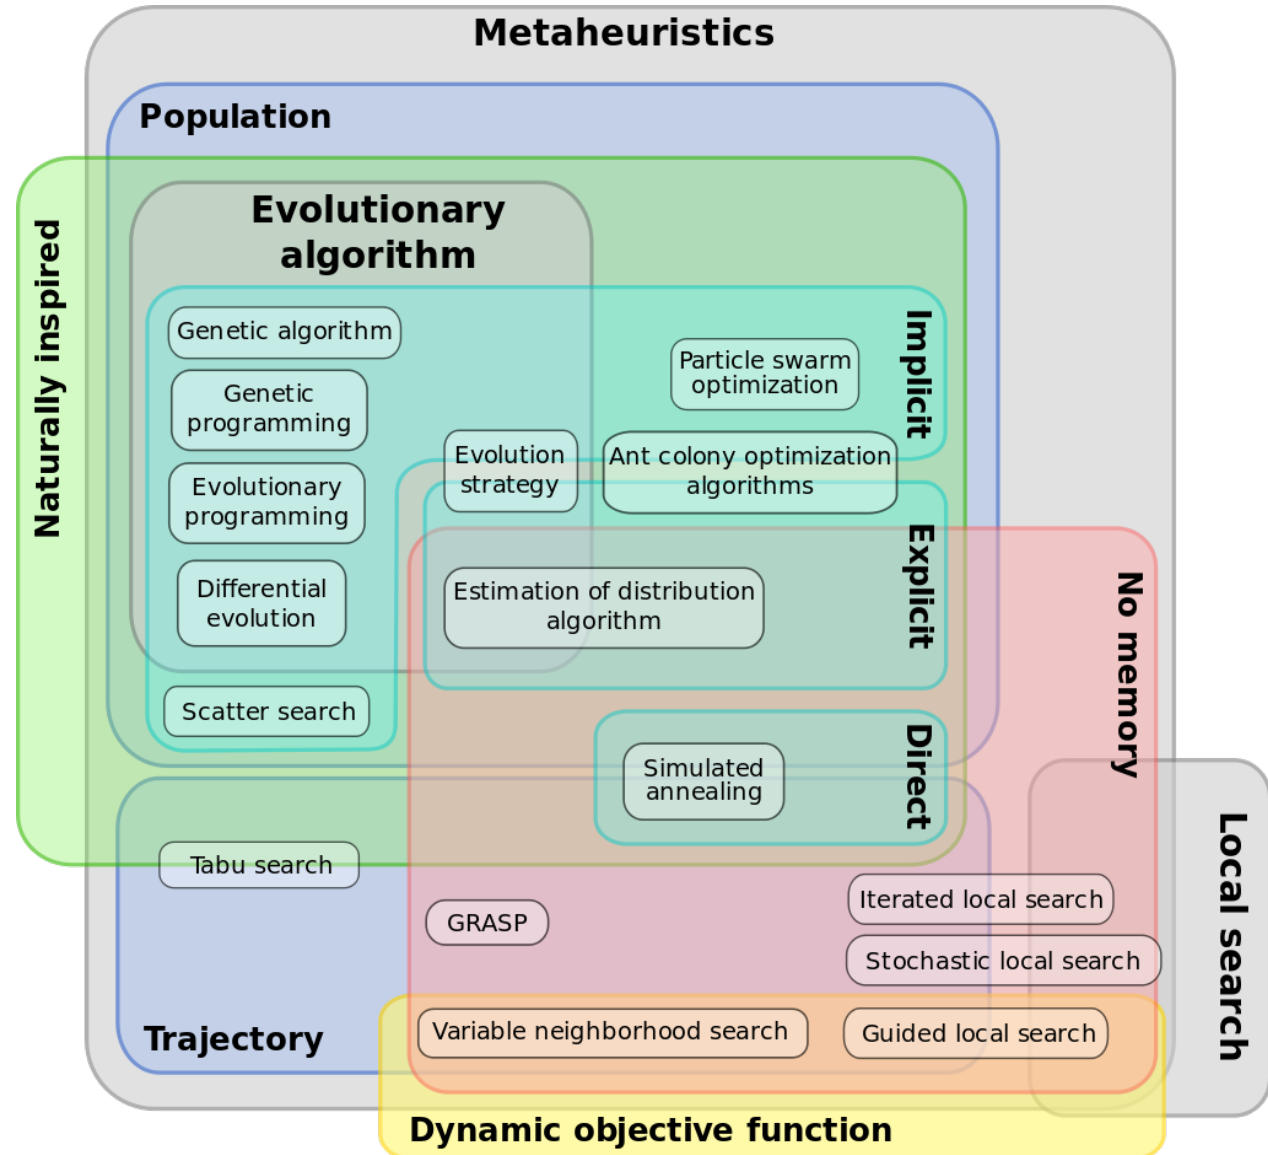 Metaheuristics
Population
Naturally inspired
Evolutionary
algorithm
Implicit
Genetic algorithm
Genetic
programming
Evolutionary
programming
Differential
evolution
Scatter search
Particle swarm
optimization
Evolution
strategy
Ant colony optimization
algorithms
Explicit
Estimation of distribution
algorithm
No memory
Direct
Simulated
annealing
Local search
Tabu search
GRASP
Iterated local search
Stochastic local search
Variable neighborhood search
Guided local search
Trajectory
Dynamic objective function